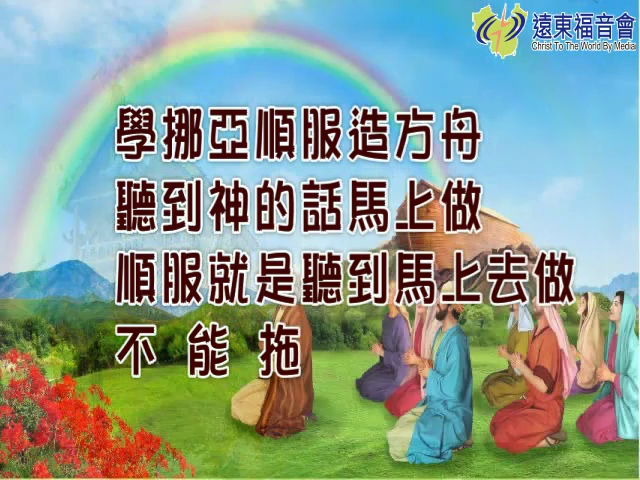 遠東福音會
Christ To The World By Media
學挪亞順服造方舟
聽到神的話馬上做
順服就是聽到馬上去做
不能拖